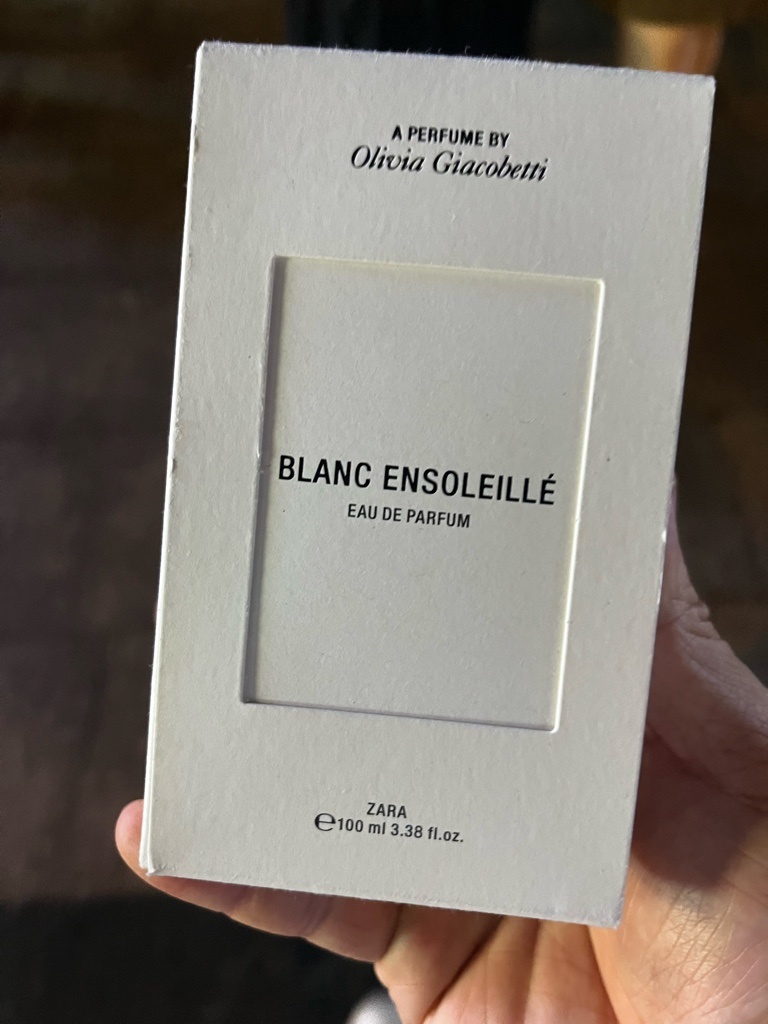 A PERFUME BY
Olivia Giacobetti
BLANC ENSOLEILLÉ
EAU DE PARFUM
ZARA
℮100 ml 3.38 fl.oz.